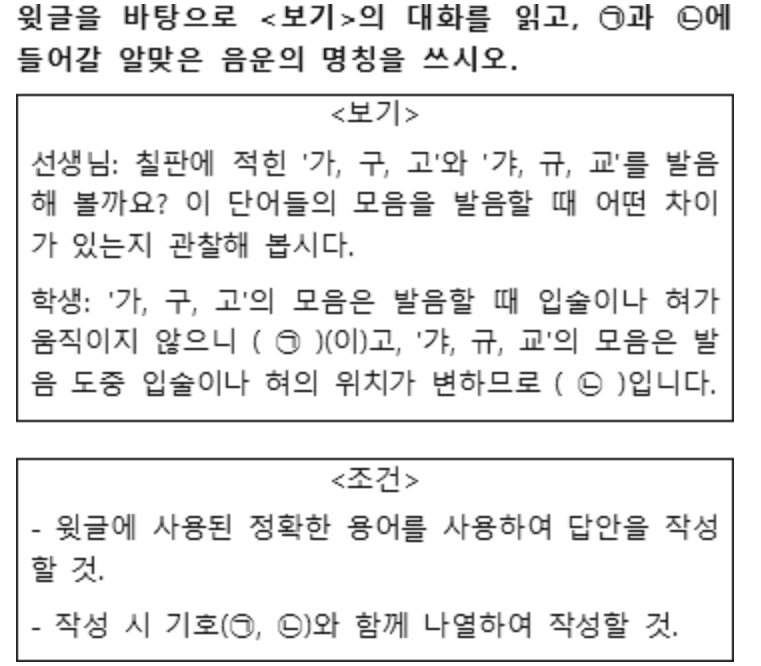 윗글을 바탕으로 <보기>의 대화를 읽고, ㉠과 ㉡에
들어갈 알맞은 음운의 명칭을 쓰시오.
<보기>
선생님: 칠판에 적힌 '가, 구, 고'와 '갸, 규, 교'를 발음
해 볼까요? 이 단어들의 모음을 발음할 때 어떤 차이
가 있는지 관찰해 봅시다.
학생: '가, 구, 고'의 모음은 발음할 때 입술이나 혀가
움직이지 않으니 ( ㉠ )(이)고, '갸, 규, 교'의 모음은 발
음 도중 입술이나 혀의 위치가 변하므로 ( ㉡ )입니다.
<조건>
- 윗글에 사용된 정확한 용어를 사용하여 답안을 작성
할 것.
- 작성 시 기호(㉠, ㉡)와 함께 나열하여 작성할 것.